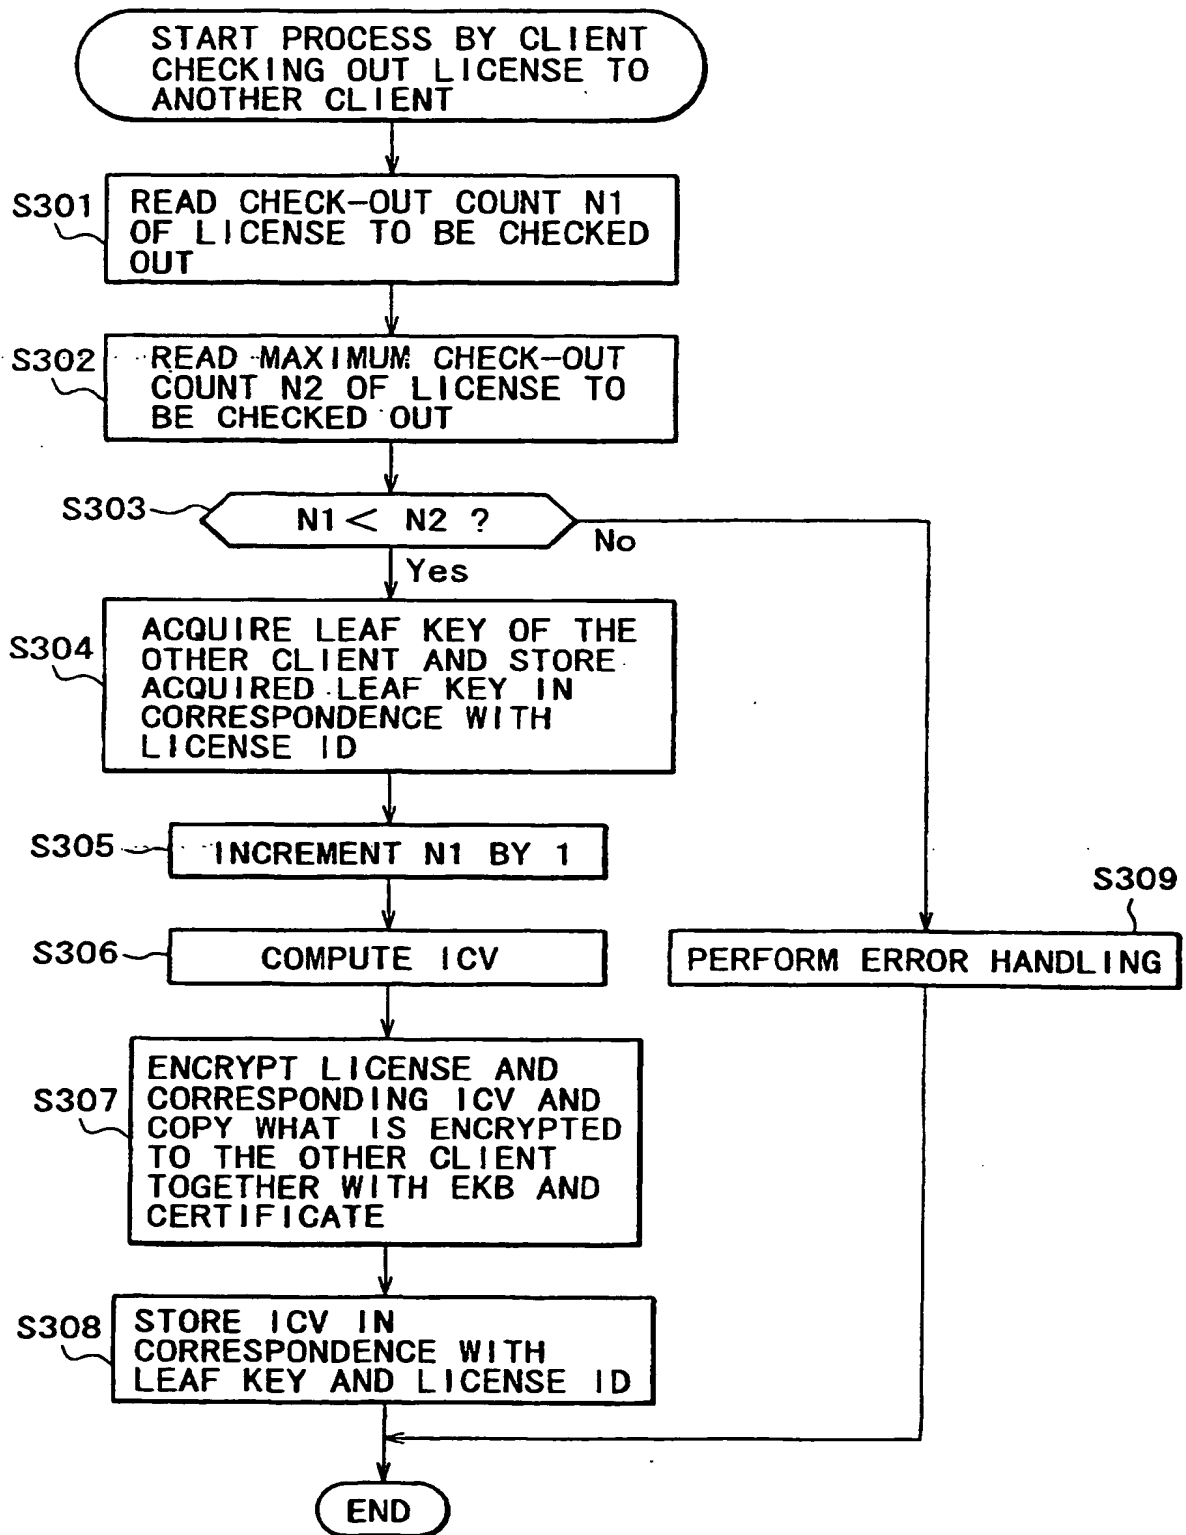 START PROCESS BY CLIENT
CHECKING OUT LICENSE TO
ANOTHER CLIENT
S301
READ CHECK-OUT COUNT N1
OF LICENSE TO BE CHECKED
OUT
S302
READ MAXIMUM CHECK-OUT
COUNT N2 OF LICENSE TO
BE CHECKED OUT
S303
N1 < N2 ?
No
Yes
S304
ACQUIRE LEAF KEY OF THE
OTHER CLIENT AND STORE
ACQUIRED LEAF KEY IN
CORRESPONDENCE WITH
LICENSE ID
S305
INCREMENT N1 BY 1
S306
COMPUTE ICV
S309
PERFORM ERROR HANDLING
S307
ENCRYPT LICENSE AND
CORRESPONDING ICV AND
COPY WHAT IS ENCRYPTED
TO THE OTHER CLIENT
TOGETHER WITH EKB AND
CERTIFICATE
S308
STORE ICV IN
CORRESPONDENCE WITH
LEAF KEY AND LICENSE ID
END